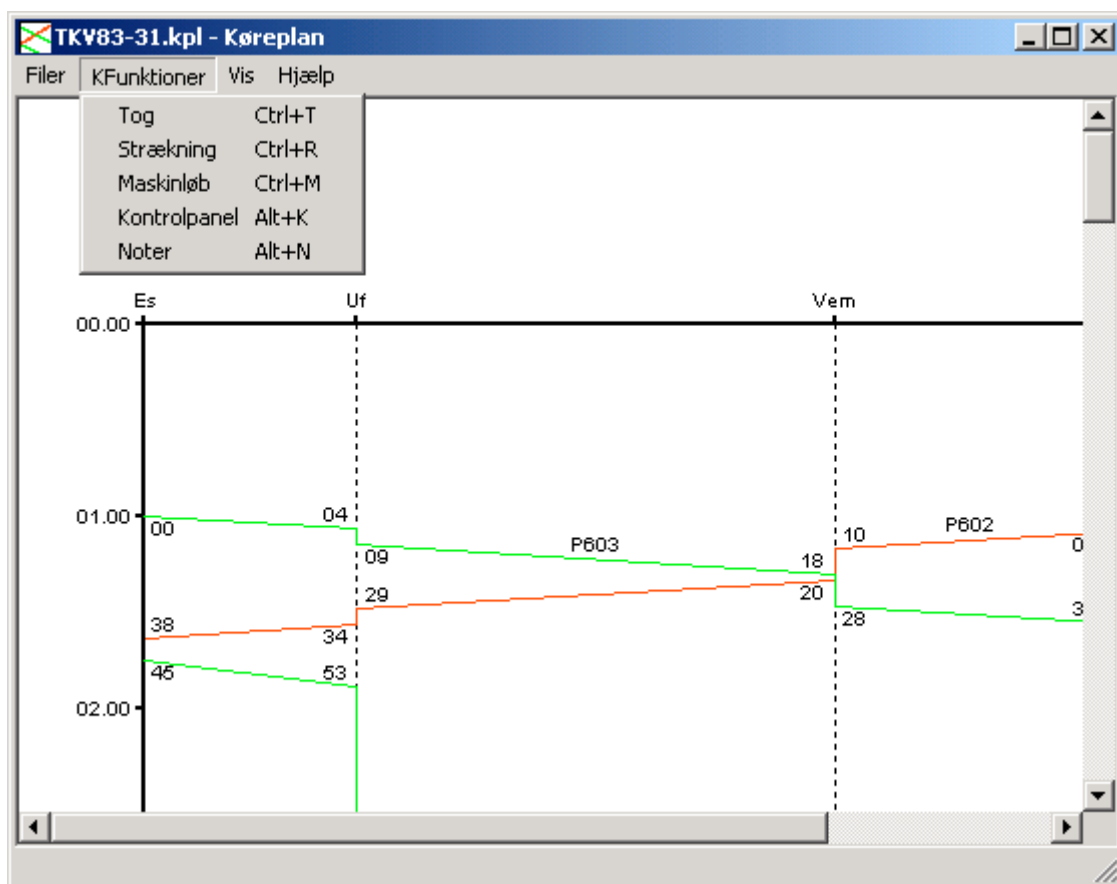 TKV83-31.kpl - Køreplan
Filer KFunktioner Vis Hjælp
Tog Ctrl+T
Strækning Ctrl+R
Maskinløb Ctrl+M
Kontrolpanel Alt+K
Noter Alt+N
Es Uf Vem
00.00
01.00 00 04 09 P603 18 10 P602 0
38 34 29 20 28 3
45 53
02.00